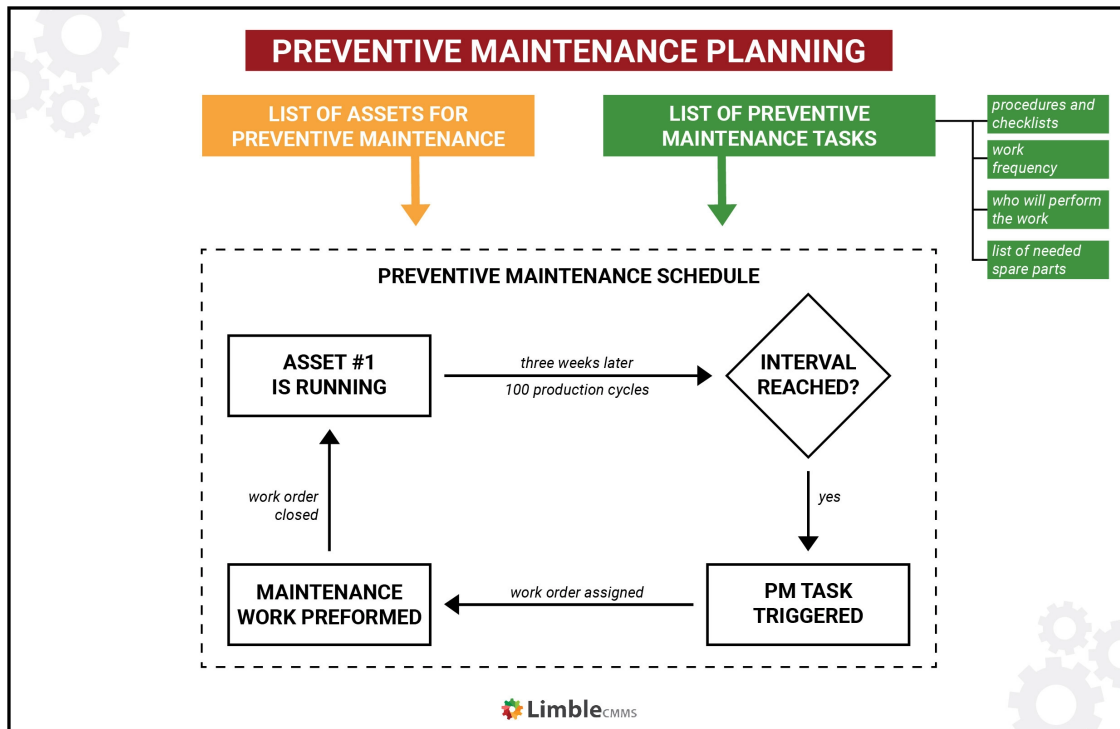 PREVENTIVE MAINTENANCE PLANNING
LIST OF ASSETS FOR
PREVENTIVE MAINTENANCE
LIST OF PREVENTIVE
MAINTENANCE TASKS
procedures and
checklists
work
frequency
who will perform
the work
list of needed
spare parts
PREVENTIVE MAINTENANCE SCHEDULE
ASSET #1
IS RUNNING
three weeks later
100 production cycles
INTERVAL
REACHED?
yes
PM TASK
TRIGGERED
work order assigned
MAINTENANCE
WORK PREFORMED
work order
closed
Limble CMMS